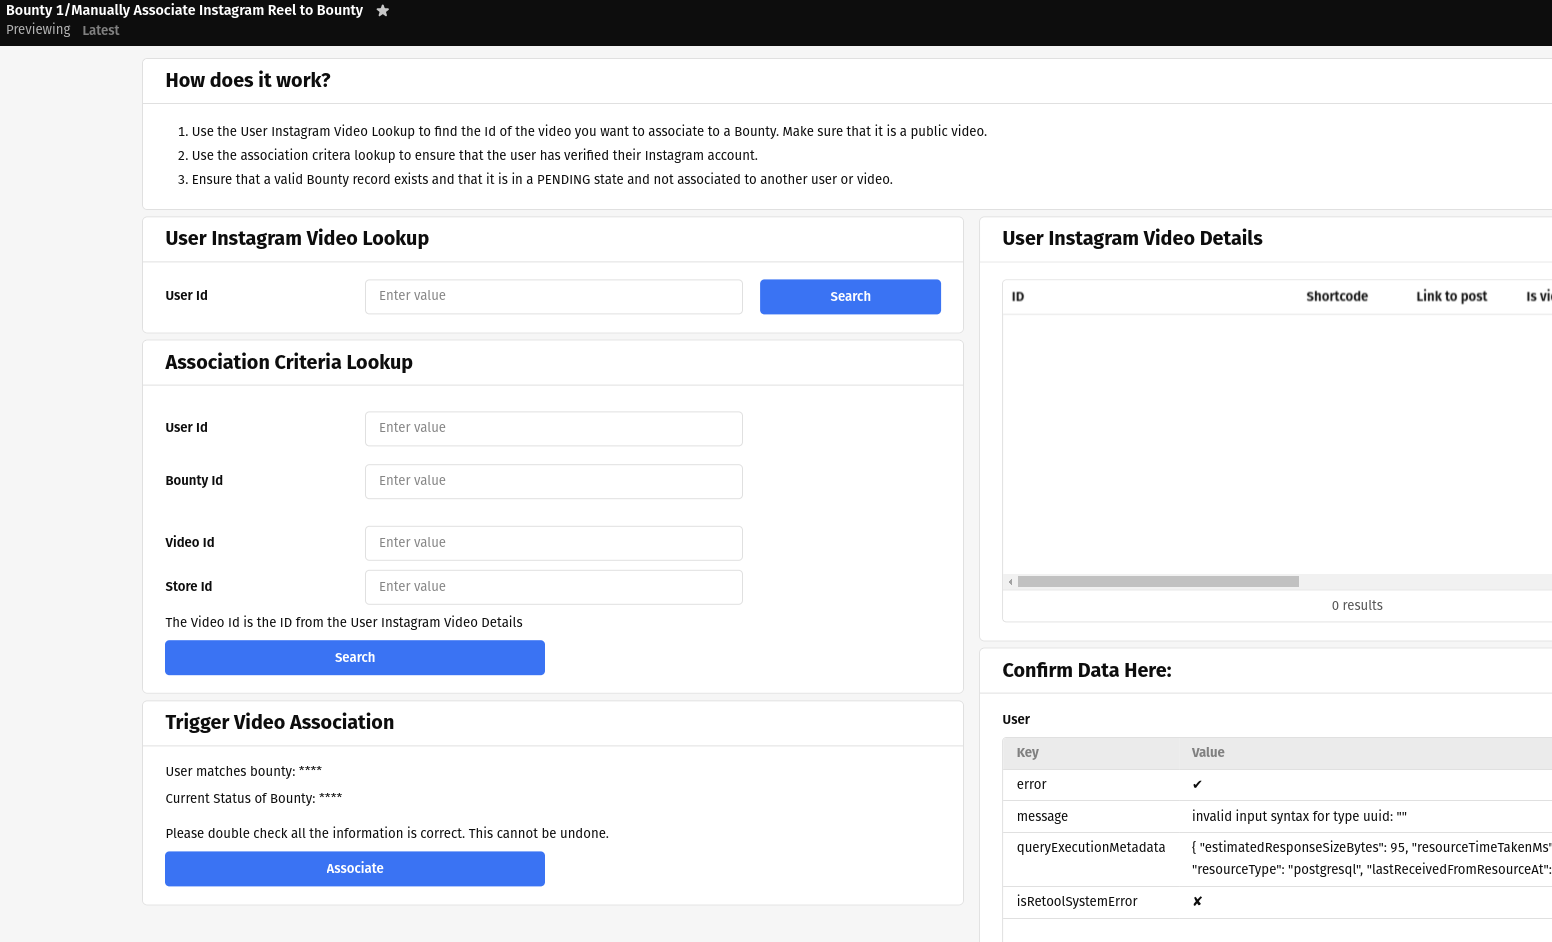 Bounty 1/Manually Associate Instagram Reel to Bounty ★
Previewing Latest
How does it work?
1. Use the User Instagram Video Lookup to find the Id of the video you want to associate to a Bounty. Make sure that it is a public video.
2. Use the association critera lookup to ensure that the user has verified their Instagram account.
3. Ensure that a valid Bounty record exists and that it is in a PENDING state and not associated to another user or video.
User Instagram Video Lookup
User Id Enter value Search
Association Criteria Lookup
User Id Enter value
Bounty Id Enter value
Video Id Enter value
Store Id Enter value
The Video Id is the ID from the User Instagram Video Details
Search
Trigger Video Association
User matches bounty: ****
Current Status of Bounty: ****
Please double check all the information is correct. This cannot be undone.
Associate
User Instagram Video Details
ID Shortcode Link to post Is vi
0 results
Confirm Data Here:
User
Key Value
error ✔
message invalid input syntax for type uuid: ""
queryExecutionMetadata { "estimatedResponseSizeBytes": 95, "resourceTimeTakenMs"
"resourceType": "postgresql", "lastReceivedFromResourceAt":
isRetoolSystemError ✘